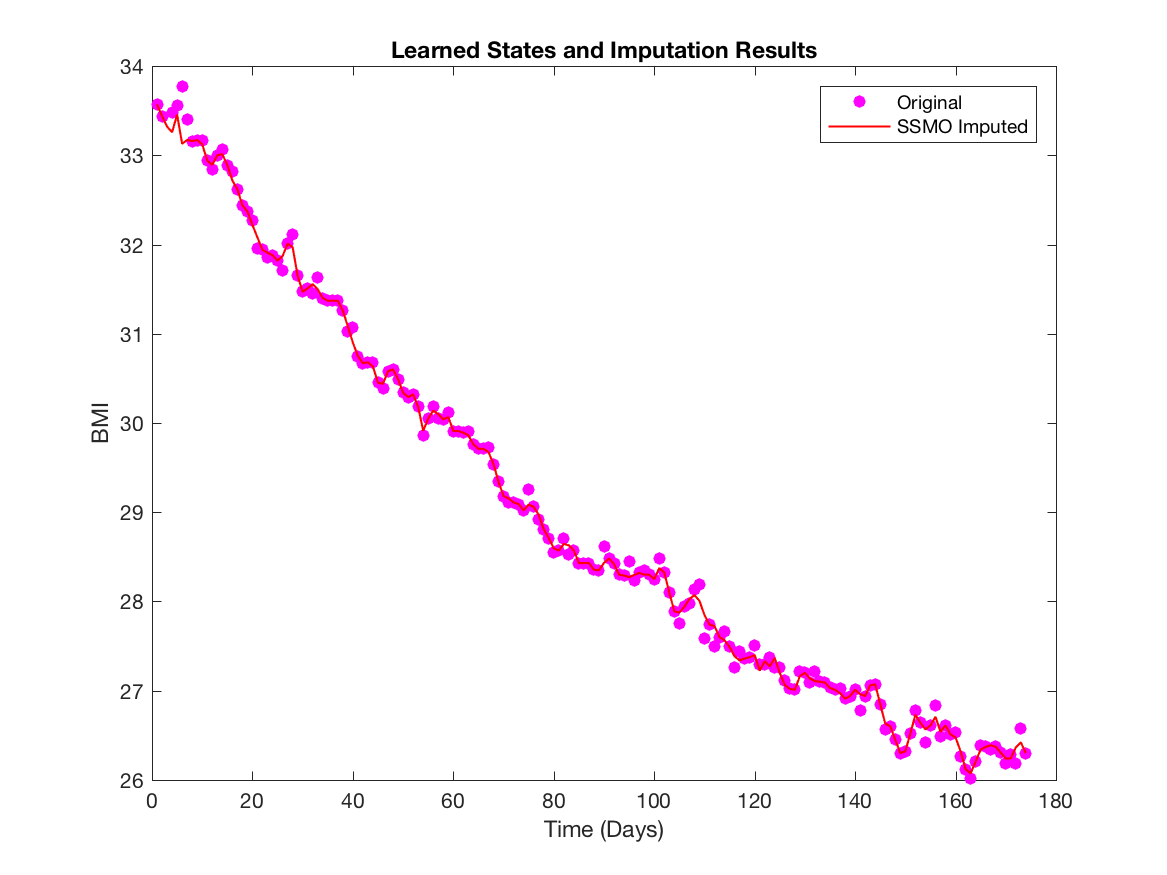 Learned States and Imputation Results
Original
SSMO Imputed
34
33
32
31
30
29
28
27
26
BMI
0 20 40 60 80 100 120 140 160 180
Time (Days)